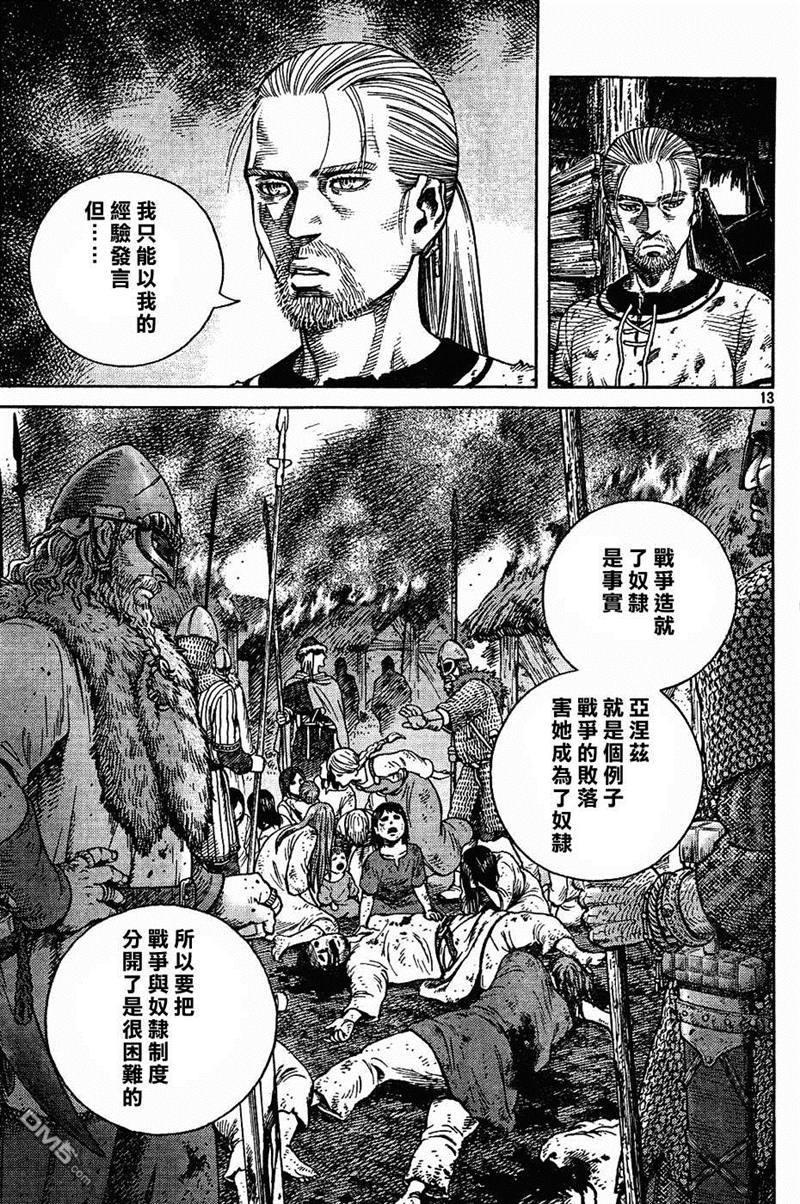 我只能以我的
經驗發言
但……
13
戰爭造就
了奴隸
是事實
亞涅茲
就是個例子
戰爭的敗落
害她成為了奴隸
所以要把
戰爭與奴隸制度
分開了是很困難的
DM5